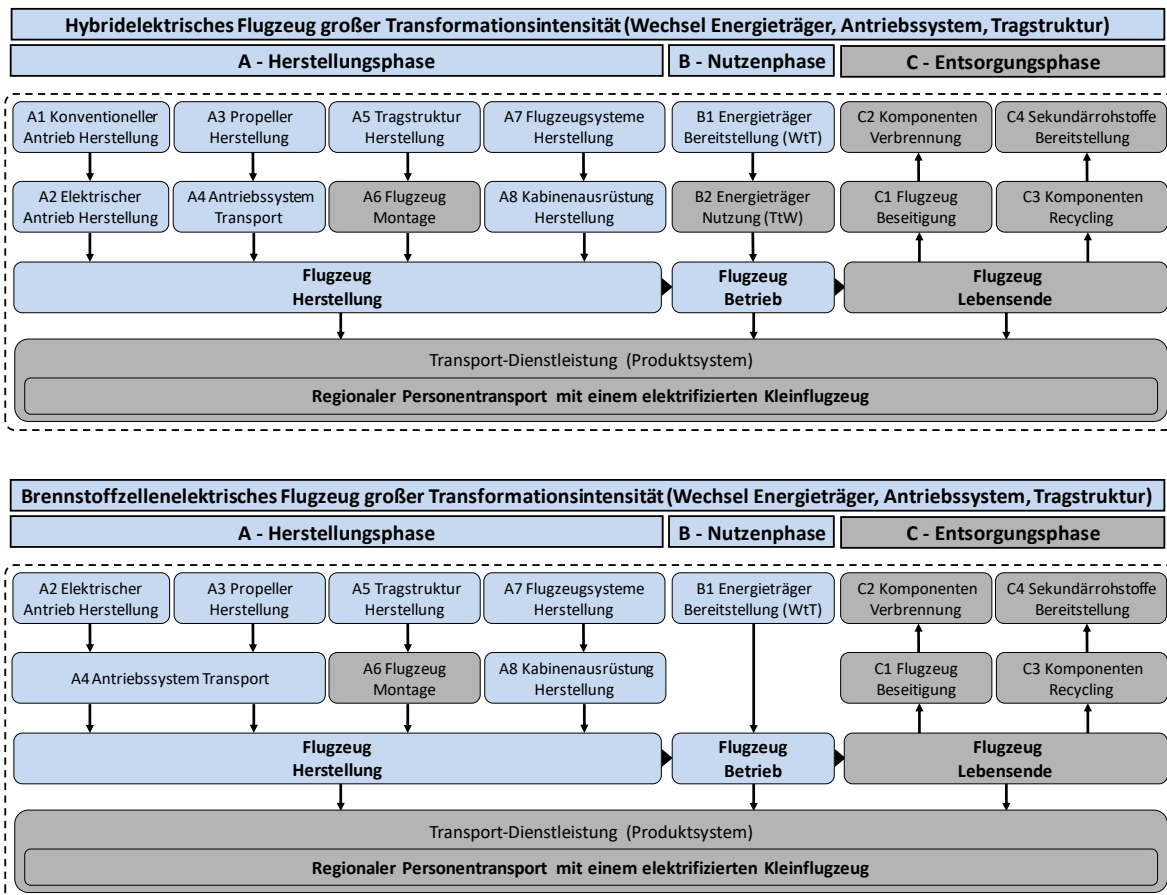 Hybridelektrisches Flugzeug großer Transformationsintensität (Wechsel Energieträger, Antriebssystem, Tragstruktur)
A - Herstellungsphase
B - Nutzenphase
C - Entsorgungsphase
A1 Konventioneller
Antrieb Herstellung
A3 Propeller
Herstellung
A5 Tragstruktur
Herstellung
A7 Flugzeugsysteme
Herstellung
B1 Energieträger
Bereitstellung (WtT)
C2 Komponenten
Verbrennung
C4 Sekundärrohstoffe
Bereitstellung
A2 Elektrischer
Antrieb Herstellung
A4 Antriebssystem
Transport
A6 Flugzeug
Montage
A8 Kabinenausrüstung
Herstellung
B2 Energieträger
Nutzung (TtW)
C1 Flugzeug
Beseitigung
C3 Komponenten
Recycling
Flugzeug
Herstellung
Flugzeug
Betrieb
Flugzeug
Lebensende
Transport-Dienstleistung (Produktsystem)
Regionaler Personentransport mit einem elektrifizierten Kleinflugzeug
Brennstoffzellenelektrisches Flugzeug großer Transformationsintensität (Wechsel Energieträger, Antriebssystem, Tragstruktur)
A - Herstellungsphase
B - Nutzenphase
C - Entsorgungsphase
A2 Elektrischer
Antrieb Herstellung
A3 Propeller
Herstellung
A5 Tragstruktur
Herstellung
A7 Flugzeugsysteme
Herstellung
B1 Energieträger
Bereitstellung (WtT)
C2 Komponenten
Verbrennung
C4 Sekundärrohstoffe
Bereitstellung
A4 Antriebssystem Transport
A6 Flugzeug
Montage
A8 Kabinenausrüstung
Herstellung
C1 Flugzeug
Beseitigung
C3 Komponenten
Recycling
Flugzeug
Herstellung
Flugzeug
Betrieb
Flugzeug
Lebensende
Transport-Dienstleistung (Produktsystem)
Regionaler Personentransport mit einem elektrifizierten Kleinflugzeug